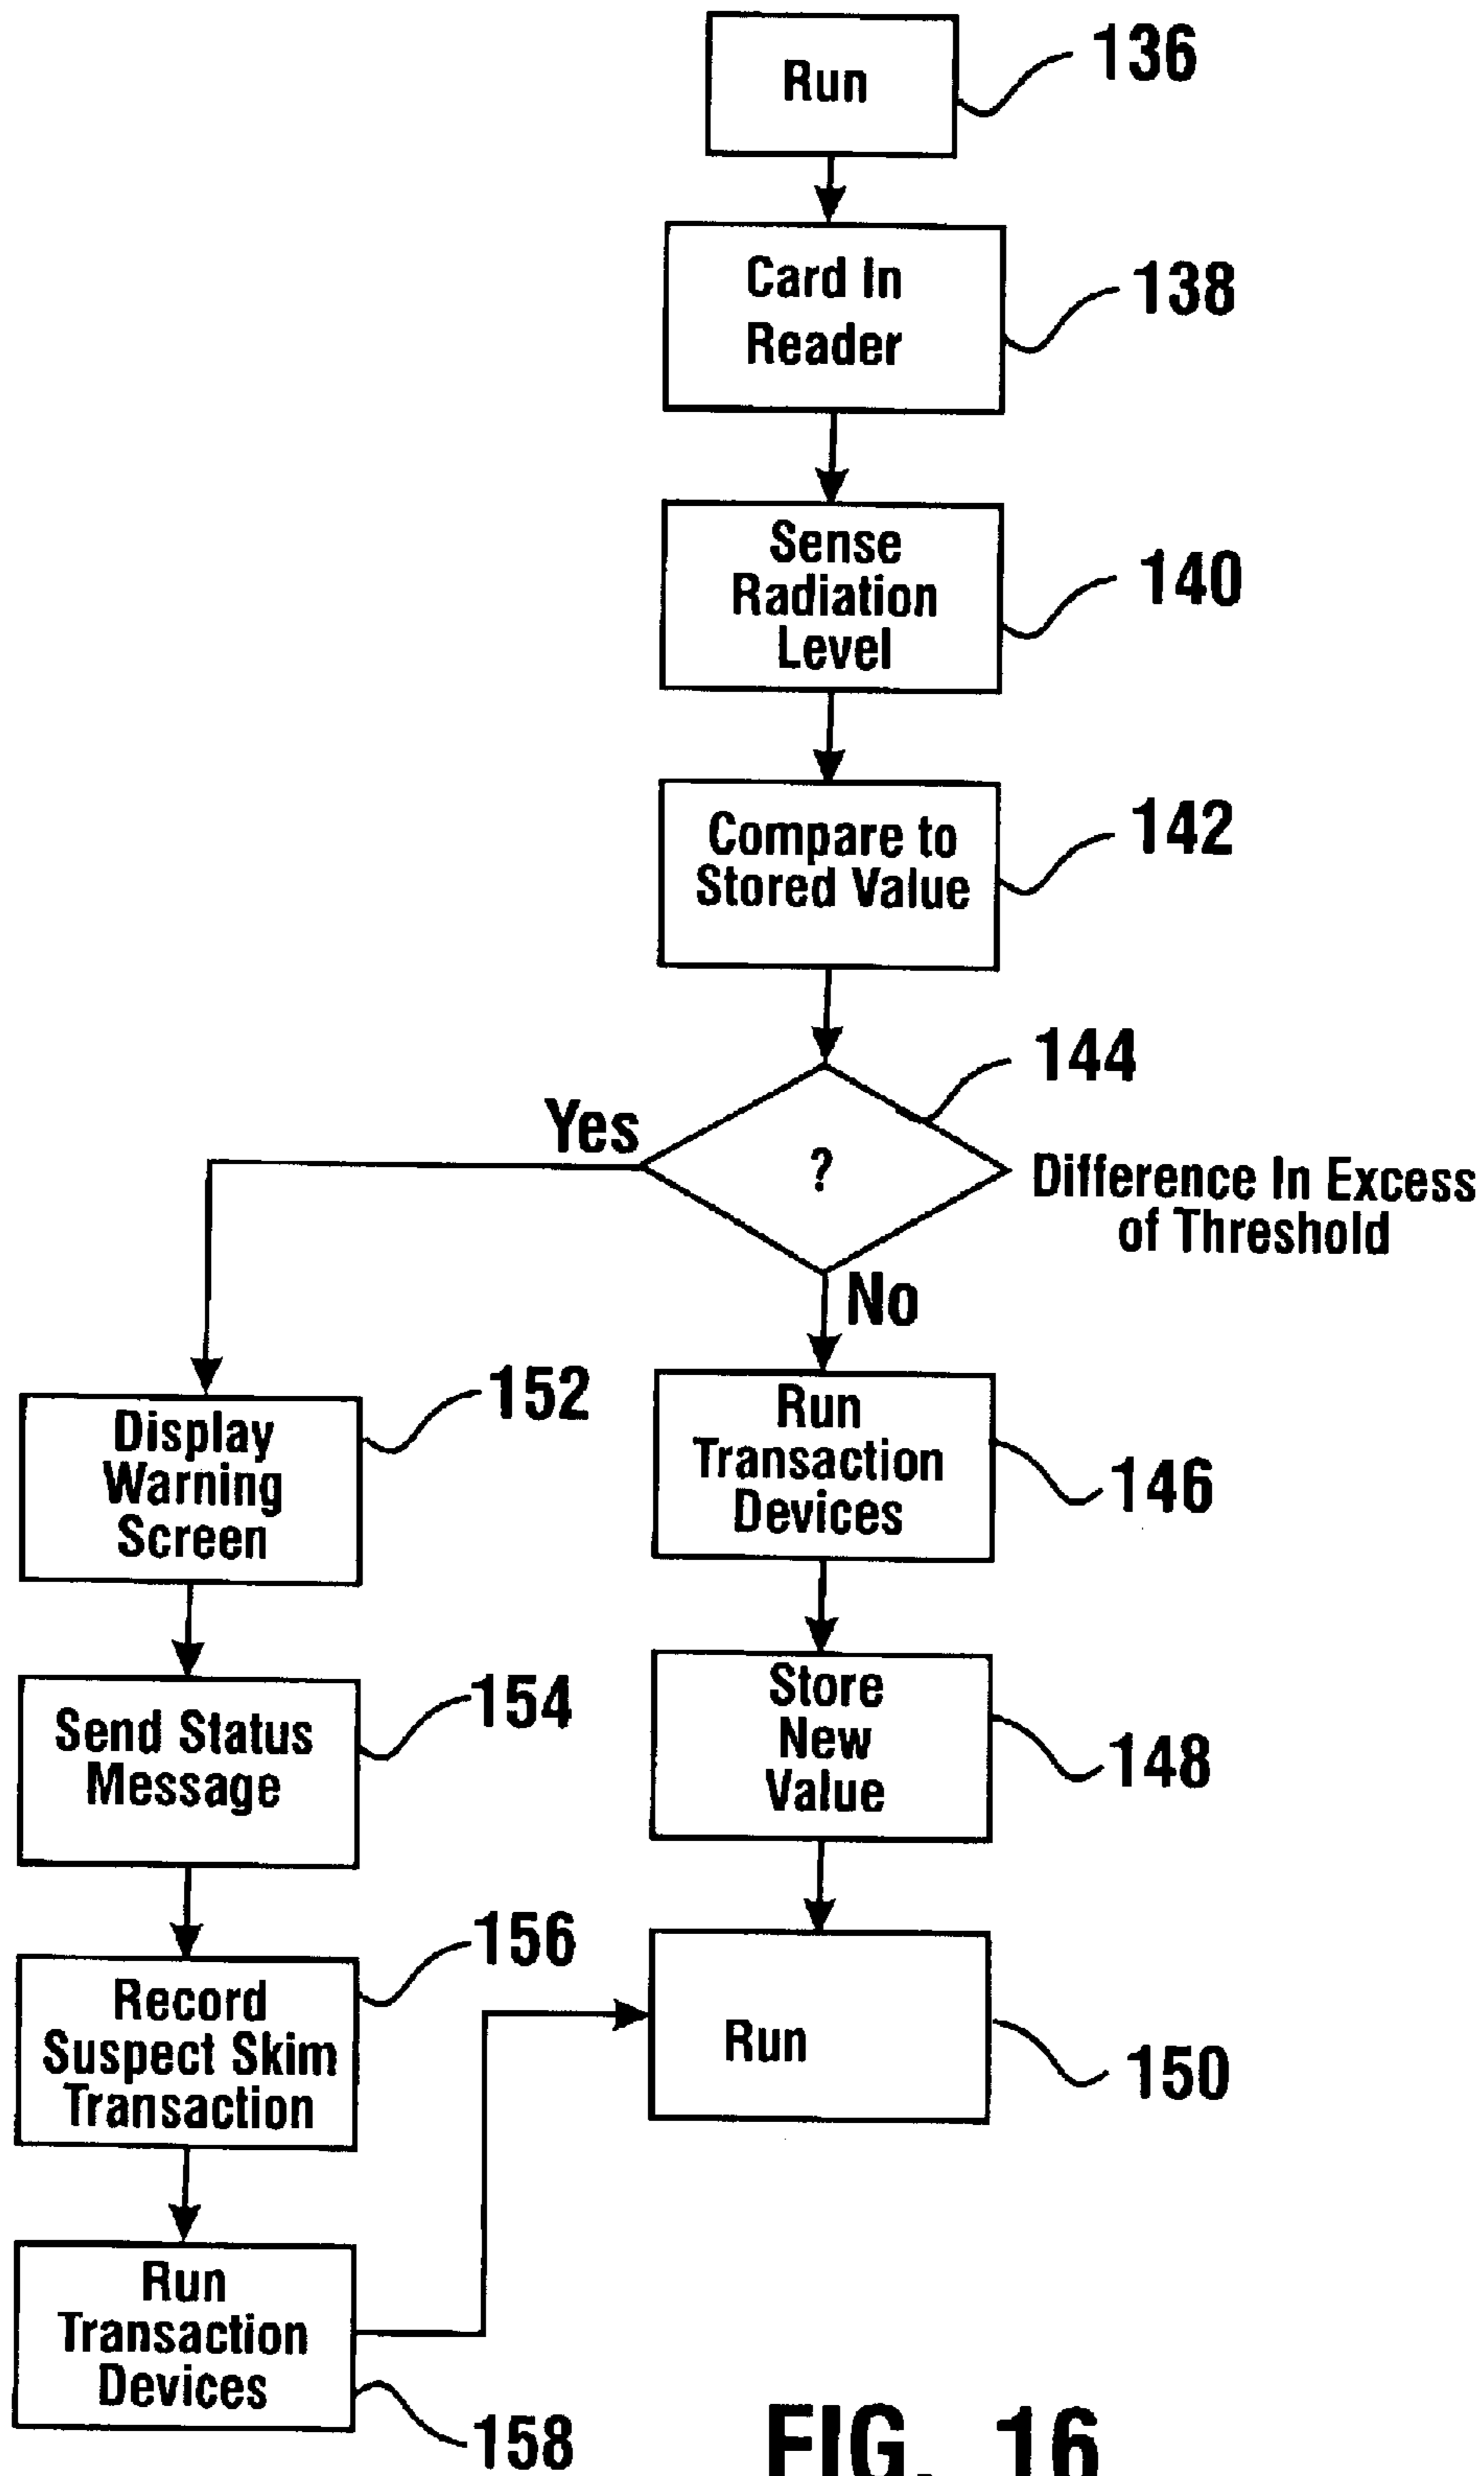 Run
136
Card In
Reader
138
Sense
Radiation
Level
140
Compare to
Stored Value
142
144
Yes
?
Difference In Excess
of Threshold
No
152
Display
Warning
Screen
Run
Transaction
Devices
146
154
Send Status
Message
Store
New
Value
148
156
Record
Suspect Skim
Transaction
Run
150
Run
Transaction
Devices
158
FIG. 16